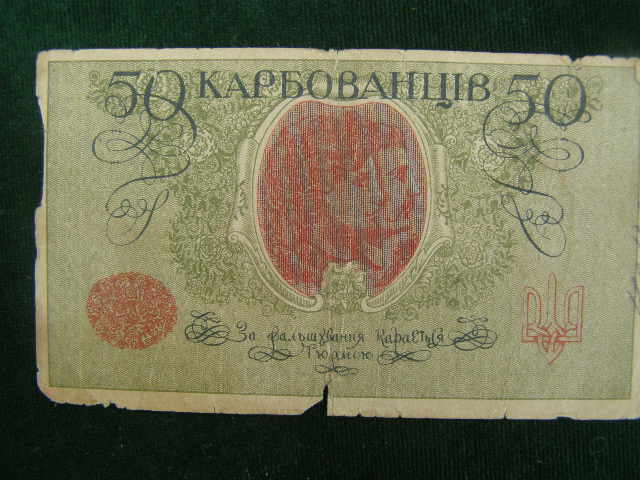 50 КАРБОВАНЦІВ 50
За фальшування карається
тюрмою